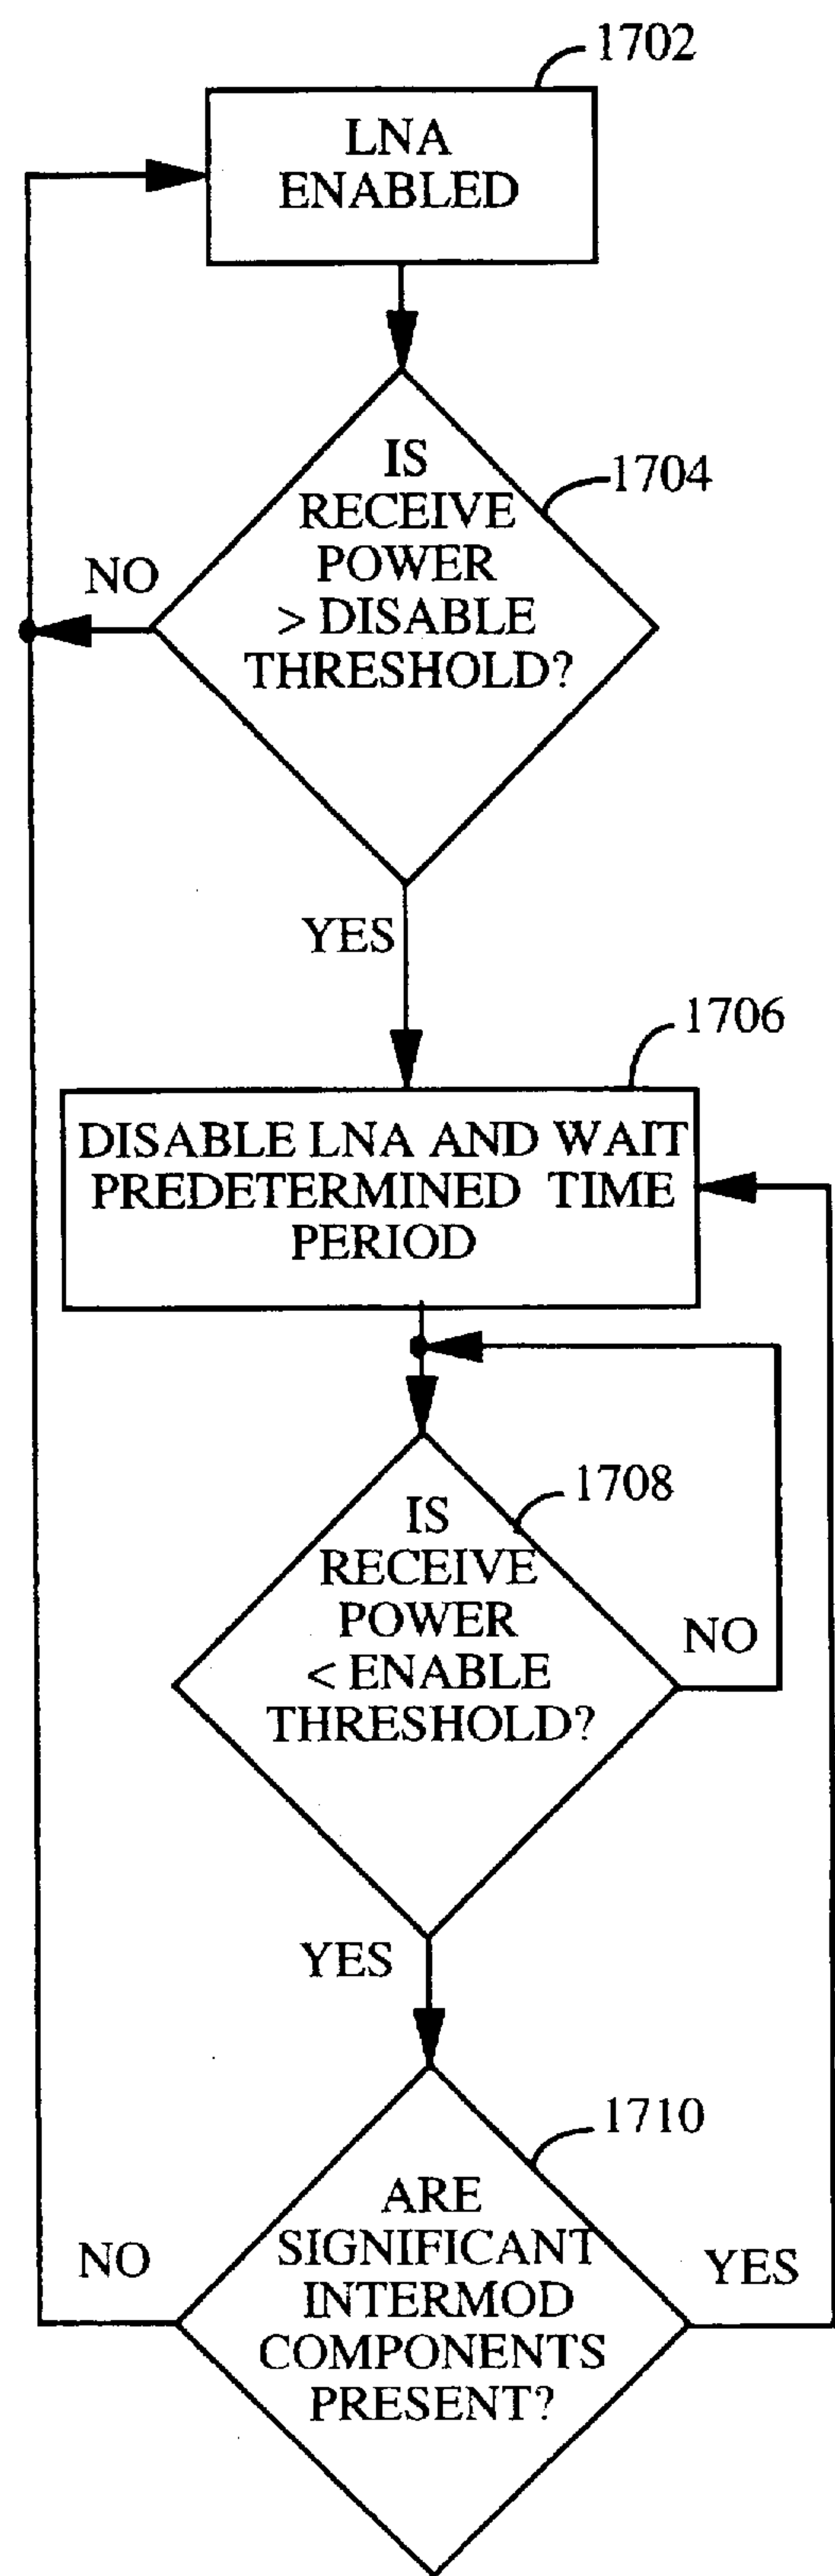 1702
LNA
ENABLED
IS
RECEIVE
POWER
> DISABLE
THRESHOLD?
1704
NO
YES
1706
DISABLE LNA AND WAIT
PREDETERMINED TIME
PERIOD
IS
RECEIVE
POWER
< ENABLE
THRESHOLD?
1708
NO
YES
1710
ARE
SIGNIFICANT
INTERMOD
COMPONENTS
PRESENT?
NO
YES